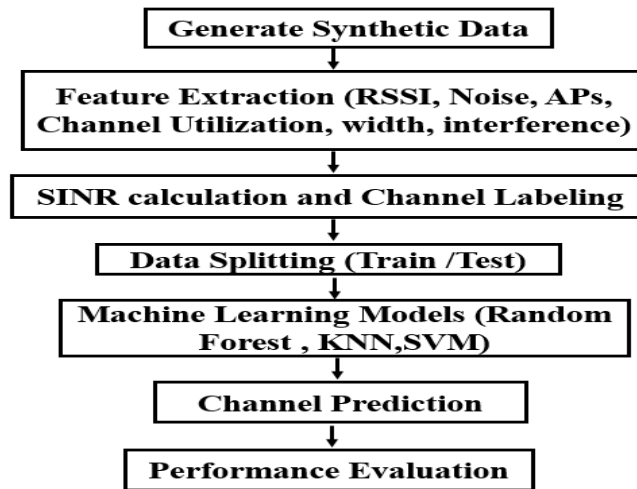 Generate Synthetic Data
Feature Extraction (RSSI, Noise, APs,
Channel Utilization, width, interference)
SINR calculation and Channel Labeling
Data Splitting (Train /Test)
Machine Learning Models (Random
Forest , KNN,SVM)
Channel Prediction
Performance Evaluation